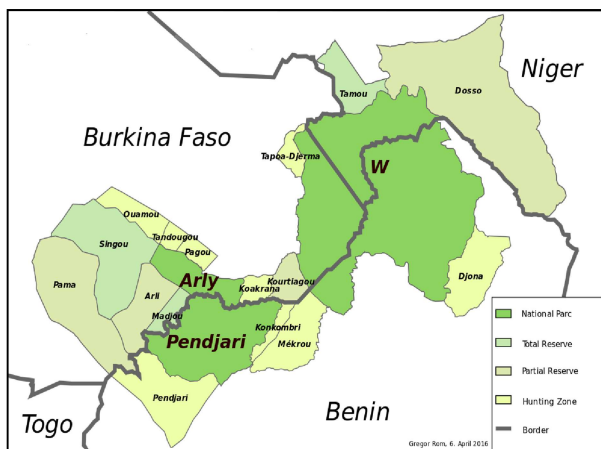 Niger
Tamou
Dosso
Burkina Faso
Tapoa-Djerma
W
Ouamou
Tandougou
Singou
Pagou
Pama
Arly
Kourtiagou
Koakrana
Djona
Arli
Madjou
Konkombri
Pendjari
Mékrou
Pendjari
Togo
Benin
National Parc
Total Reserve
Partial Reserve
Hunting Zone
Border
Gregor Rom, 6. April 2016